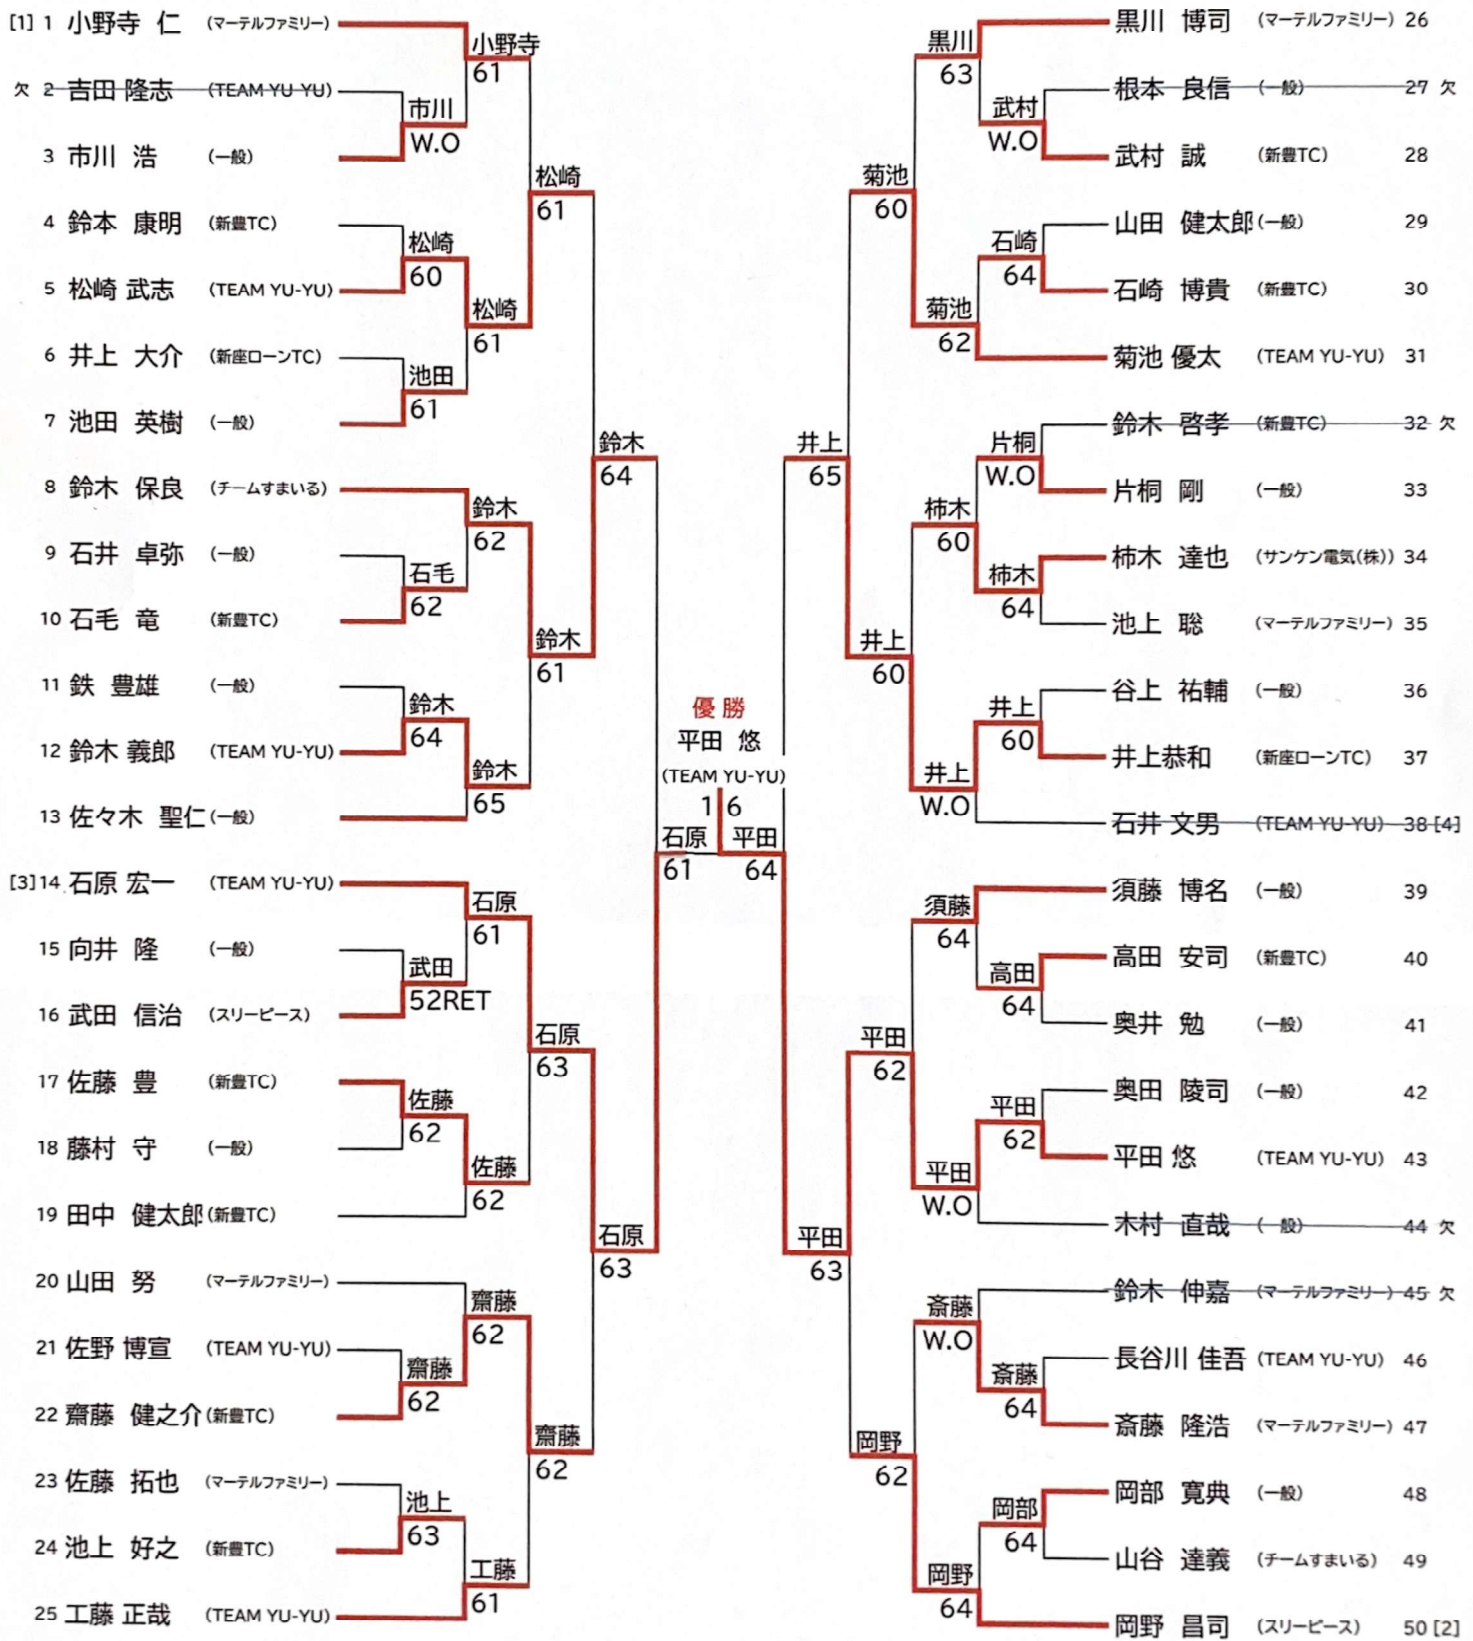 [1] 1 小野寺 仁 (マーテルファミリー)
小野寺
61
欠 2 吉田 隆志 (TEAM YU-YU)
市川
W.O
3 市川 浩 (一般)
松崎
61
4 鈴本 康明 (新豊TC)
松崎
60
5 松崎 武志 (TEAM YU-YU)
松崎
61
6 井上 大介 (新座ローンTC)
池田
61
7 池田 英樹 (一般)
鈴木
64
8 鈴木 保良 (チームすまいる)
鈴木
62
9 石井 卓弥 (一般)
石毛
62
10 石毛 竜 (新豊TC)
鈴木
61
11 鉄 豊雄 (一般)
鈴木
64
12 鈴木 義郎 (TEAM YU-YU)
鈴木
65
13 佐々木 聖仁 (一般)
[3] 14 石原 宏一 (TEAM YU-YU)
石原
61
15 向井 隆 (一般)
武田
52RET
16 武田 信治 (スリーピース)
石原
63
17 佐藤 豊 (新豊TC)
佐藤
62
18 藤村 守 (一般)
佐藤
62
19 田中 健太郎 (新豊TC)
石原
63
20 山田 努 (マーテルファミリー)
齋藤
62
21 佐野 博宣 (TEAM YU-YU)
齋藤
62
22 齋藤 健之介 (新豊TC)
齋藤
62
23 佐藤 拓也 (マーテルファミリー)
池上
63
24 池上 好之 (新豊TC)
工藤
61
25 工藤 正哉 (TEAM YU-YU)
優勝
平田 悠
(TEAM YU-YU)
1 6
石原 平田
61 64
黒川 博司 (マーテルファミリー) 26
黒川
63
根本 良信 (一般) 27 欠
武村
W.O
武村 誠 (新豊TC) 28
菊池
60
山田 健太郎 (一般) 29
石崎
64
石崎 博貴 (新豊TC) 30
菊池
62
菊池 優太 (TEAM YU-YU) 31
鈴木 啓孝 (新豊TC) 32 欠
井上
65
片桐
W.O
片桐 剛 (一般) 33
柿木
60
柿木 達也 (サンケン電気(株)) 34
柿木
64
池上 聡 (マーテルファミリー) 35
井上
60
谷上 祐輔 (一般) 36
井上
60
井上恭和 (新座ローンTC) 37
井上
W.O
石井 文男 (TEAM YU-YU) 38 [4]
須藤 博名 (一般) 39
須藤
64
高田 安司 (新豊TC) 40
高田
64
奥井 勉 (一般) 41
平田
62
奥田 陵司 (一般) 42
平田
62
平田 悠 (TEAM YU-YU) 43
平田
W.O
木村 直哉 (一般) 44 欠
平田
63
鈴木 伸嘉 (マーテルファミリー) 45 欠
斎藤
W.O
長谷川 佳吾 (TEAM YU-YU) 46
斎藤
64
斎藤 隆浩 (マーテルファミリー) 47
岡野
62
岡部 寛典 (一般) 48
岡部
64
山谷 達義 (チームすまいる) 49
岡野
64
岡野 昌司 (スリーピース) 50 [2]